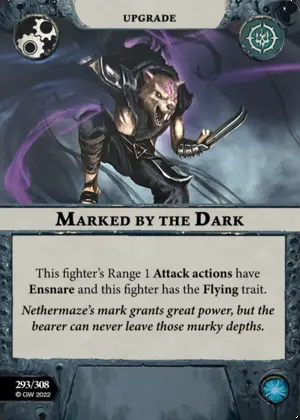 UPGRADE
MARKED BY THE DARK
This fighter's Range 1 Attack actions have
Ensnare and this fighter has the Flying trait.
Nethermaze's mark grants great power, but the
bearer can never leave those murky depths.
293/308
© GW 2022